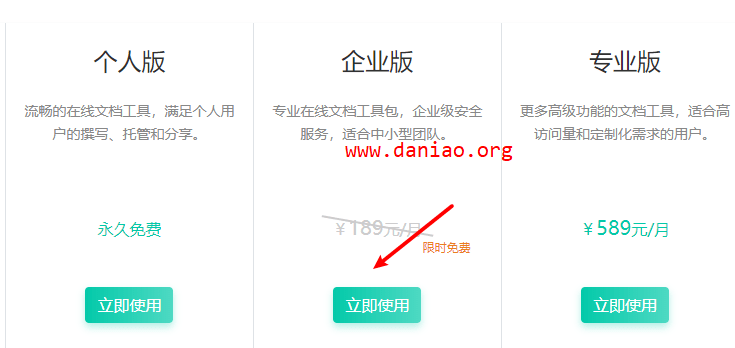 个人版
流畅的在线文档工具，满足个人用
户的撰写、托管和分享。
永久免费
立即使用
企业版
专业在线文档工具包，企业级安全
服务，适合中小型团队。
www.daniao.org
￥189元/月
限时免费
立即使用
专业版
更多高级功能的文档工具，适合高
访问量和定制化需求的用户。
￥589元/月
立即使用